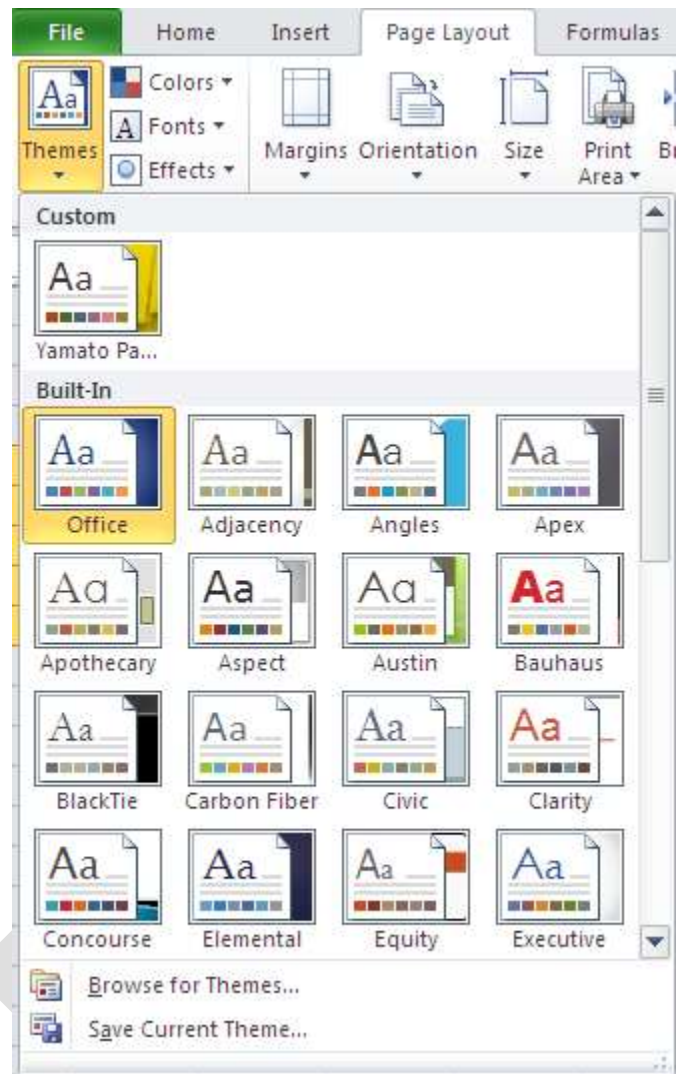 File Home Insert Page Layout Formulas
Aa Colors
A Fonts
Themes Effects Margins Orientation Size Print
Area
Custom
Aa
Yamato Pa...
Built-In
Aa Aa Aa Aa
Office Adjacency Angles Apex
Aa Aa Aa Aa
Apothecary Aspect Austin Bauhaus
Aa Aa Aa Aa
BlackTie Carbon Fiber Civic Clarity
Aa Aa Aa Aa
Concourse Elemental Equity Executive
Browse for Themes...
Save Current Theme...